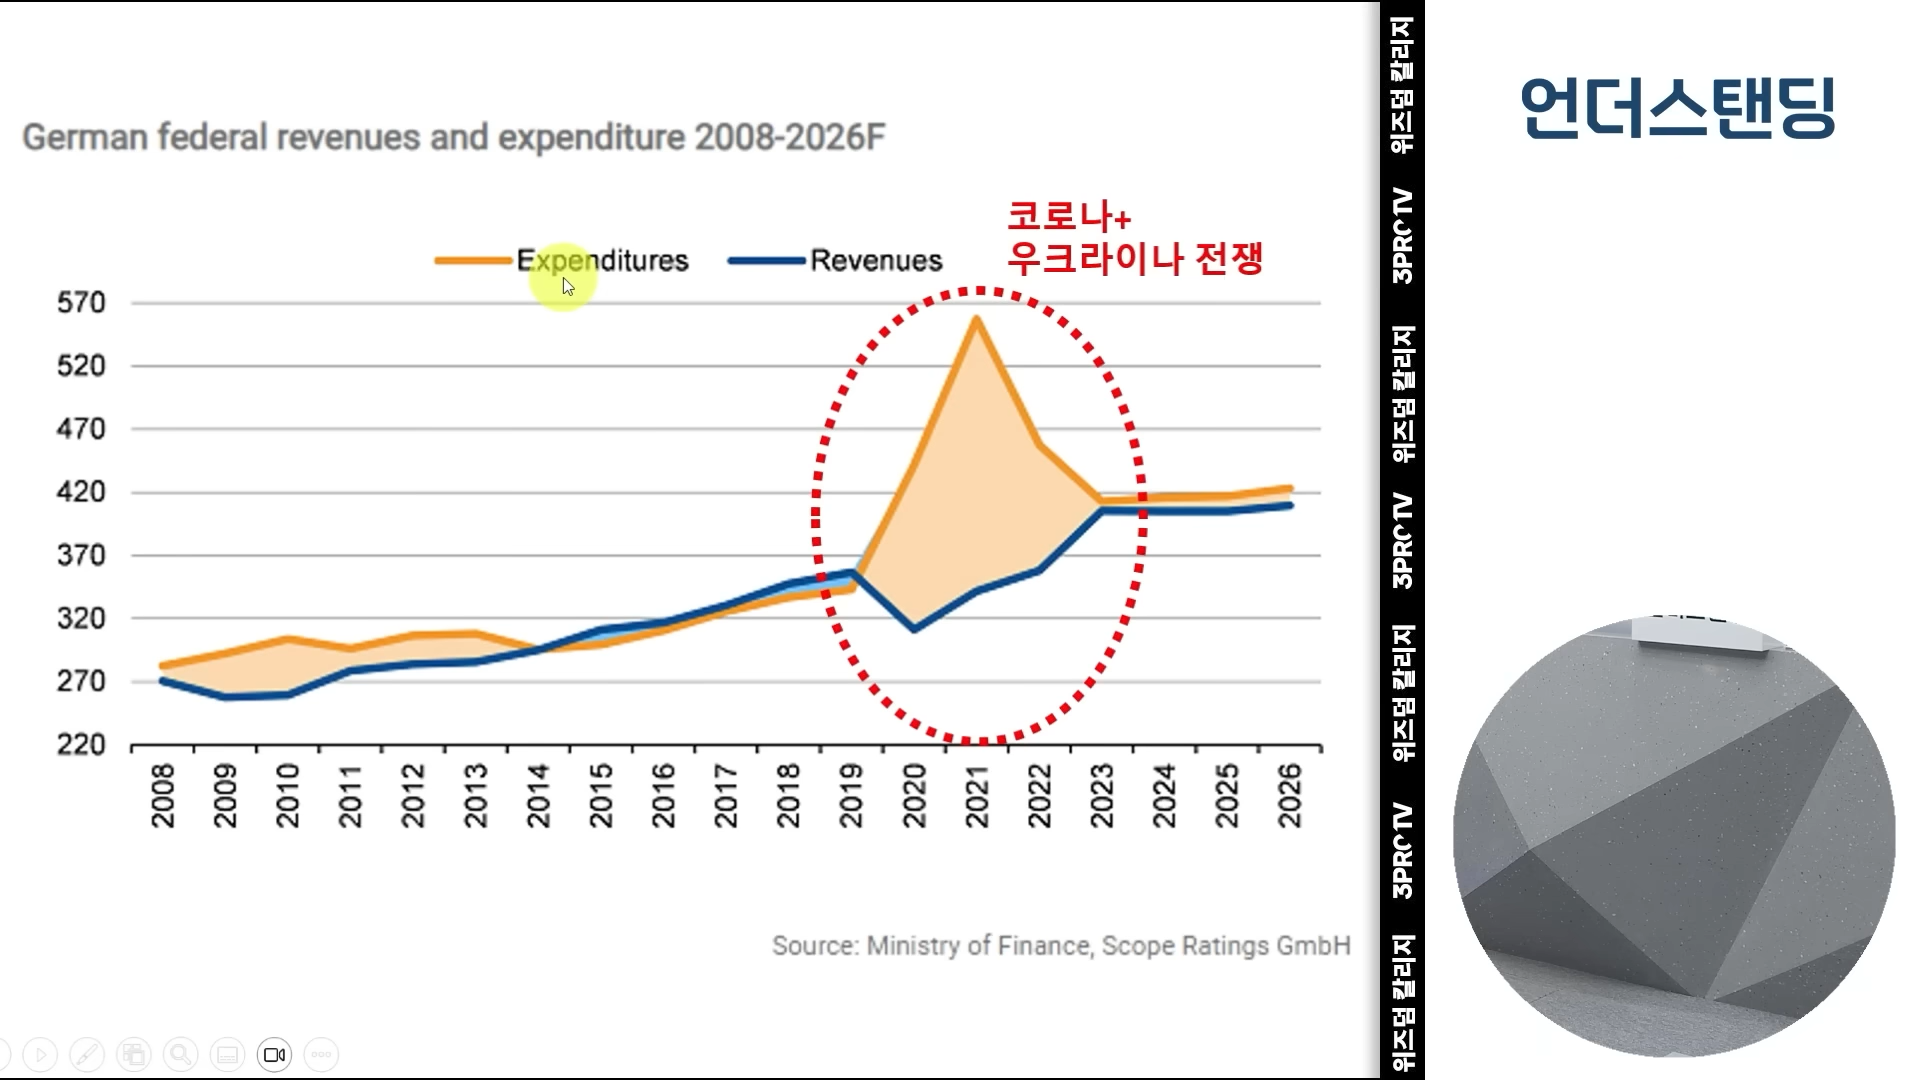 German federal revenues and expenditure 2008-2026F
코로나+
우크라이나 전쟁
Expenditures
Revenues
570
520
470
420
370
320
270
220
2008
2009
2010
2011
2012
2013
2014
2015
2016
2017
2018
2019
2020
2021
2022
2023
2024
2025
2026
Source: Ministry of Finance, Scope Ratings GmbH
위즈덤 칼리지
3PROTV
위즈덤 칼리지
3PROTV
위즈덤 칼리지
3PROTV
위즈덤 칼리지
언더스탠딩